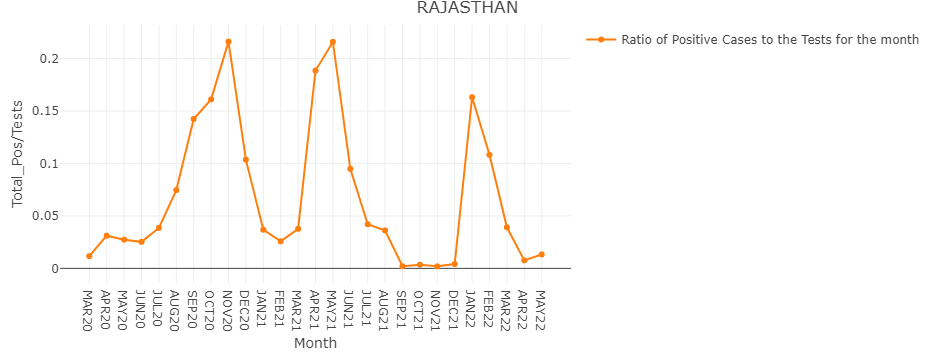 RAJASTHAN
Ratio of Positive Cases to the Tests for the month
Total_Pos/Tests
0.2
0.15
0.1
0.05
0
MAR20
APR20
MAY20
JUN20
JUL20
AUG20
SEP20
OCT20
NOV20
DEC20
JAN21
FEB21
MAR21
APR21
MAY21
JUN21
JUL21
AUG21
SEP21
OCT21
NOV21
DEC21
JAN22
FEB22
MAR22
APR22
MAY22
Month